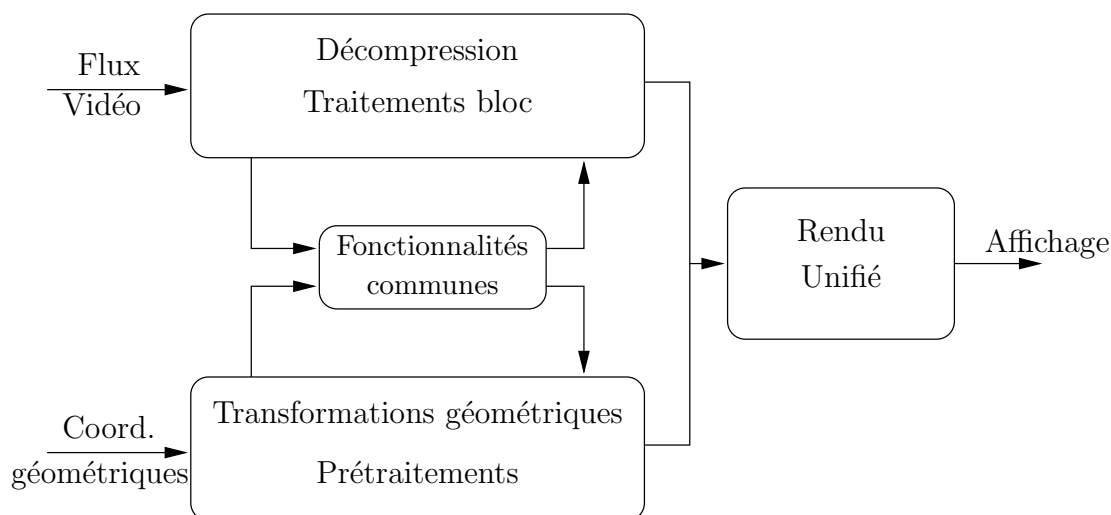 Flux
Vidéo
Décompression
Traitements bloc
Fonctionnalités
communes
Rendu
Unifié
Affichage
Coord.
géométriques
Transformations géométriques
Prétraitements